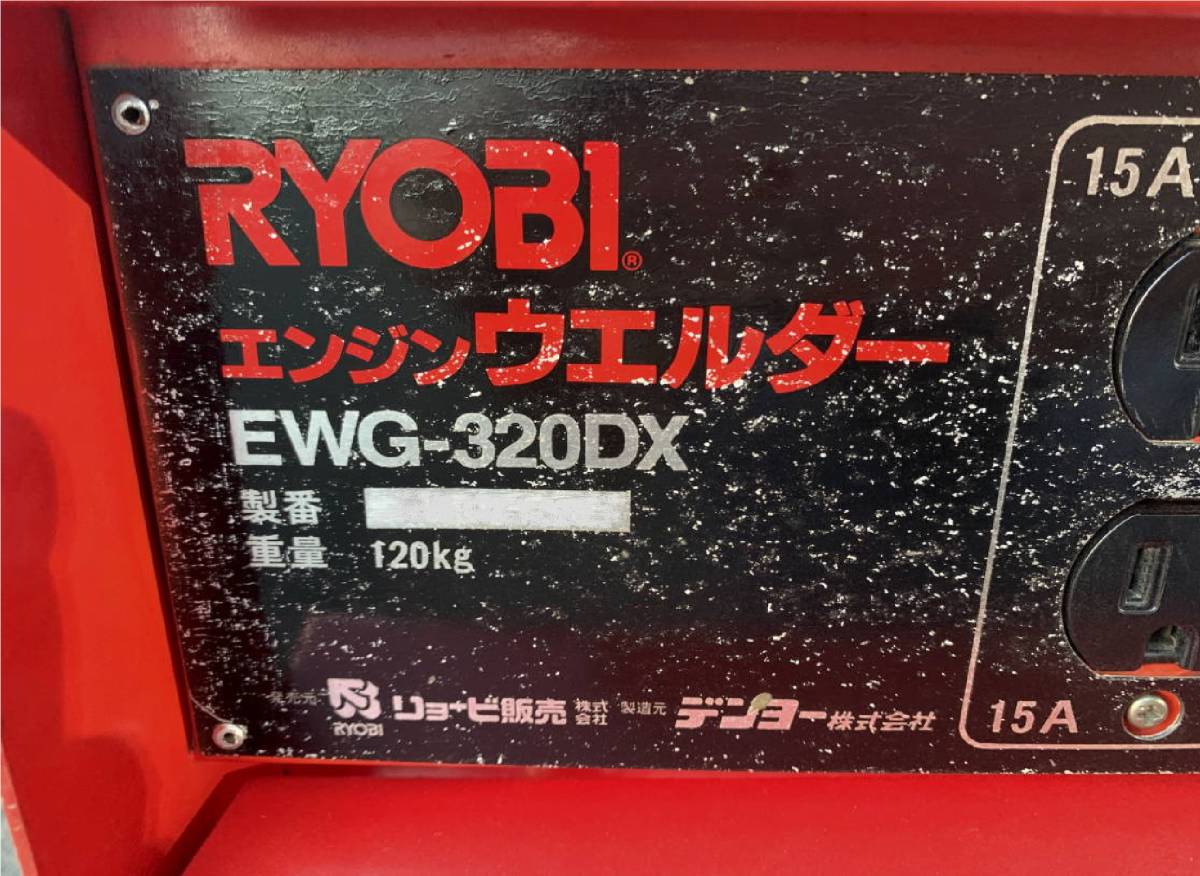 RYOBI®
エンジンウエルダー
EWG-320DX
製番
重量 120kg
発売元 RYOBI リョービ販売株式会社 製造元 デンヨー株式会社
15A
15A